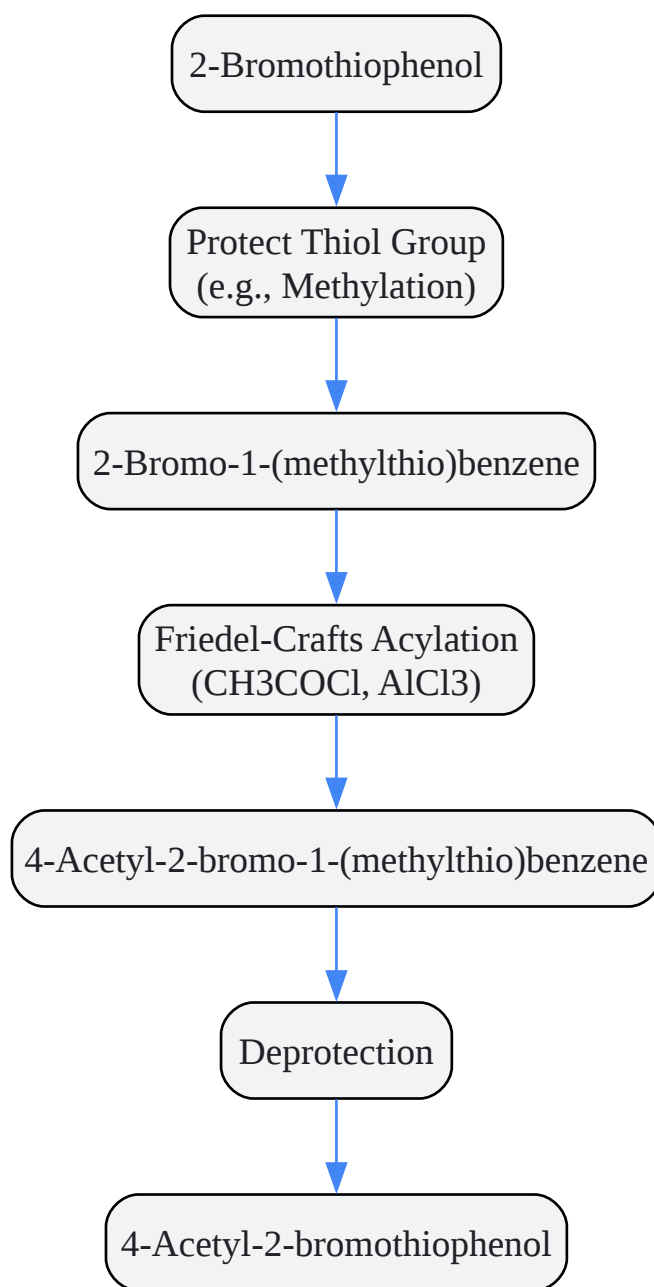 2-Bromothiophenol
Protect Thiol Group
(e.g., Methylation)
2-Bromo-1-(methylthio)benzene
Friedel-Crafts Acylation
(CH3COCl, AlCl3)
4-Acetyl-2-bromo-1-(methylthio)benzene
Deprotection
4-Acetyl-2-bromothiophenol